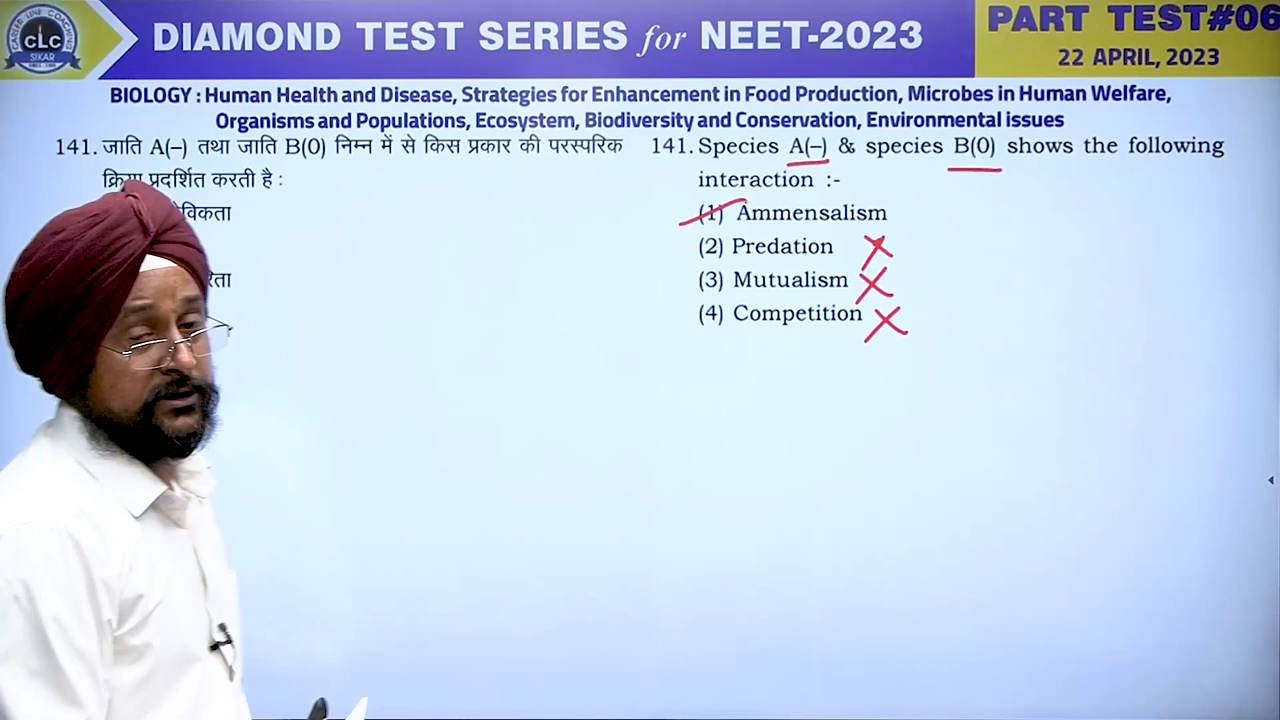 CAREER LINE COACHING
CLC
SIKAR
DIAMOND TEST SERIES for NEET-2023
PART TEST#06
22 APRIL, 2023
BIOLOGY : Human Health and Disease, Strategies for Enhancement in Food Production, Microbes in Human Welfare,
Organisms and Populations, Ecosystem, Biodiversity and Conservation, Environmental issues
141. जाति A(–) तथा जाति B(0) निम्न में से किस प्रकार की परस्परिक
क्रिया प्रदर्शित करती है :
141. Species A(–) & species B(0) shows the following
interaction :-
(1) Ammensalism
(2) Predation
(3) Mutualism
(4) Competition